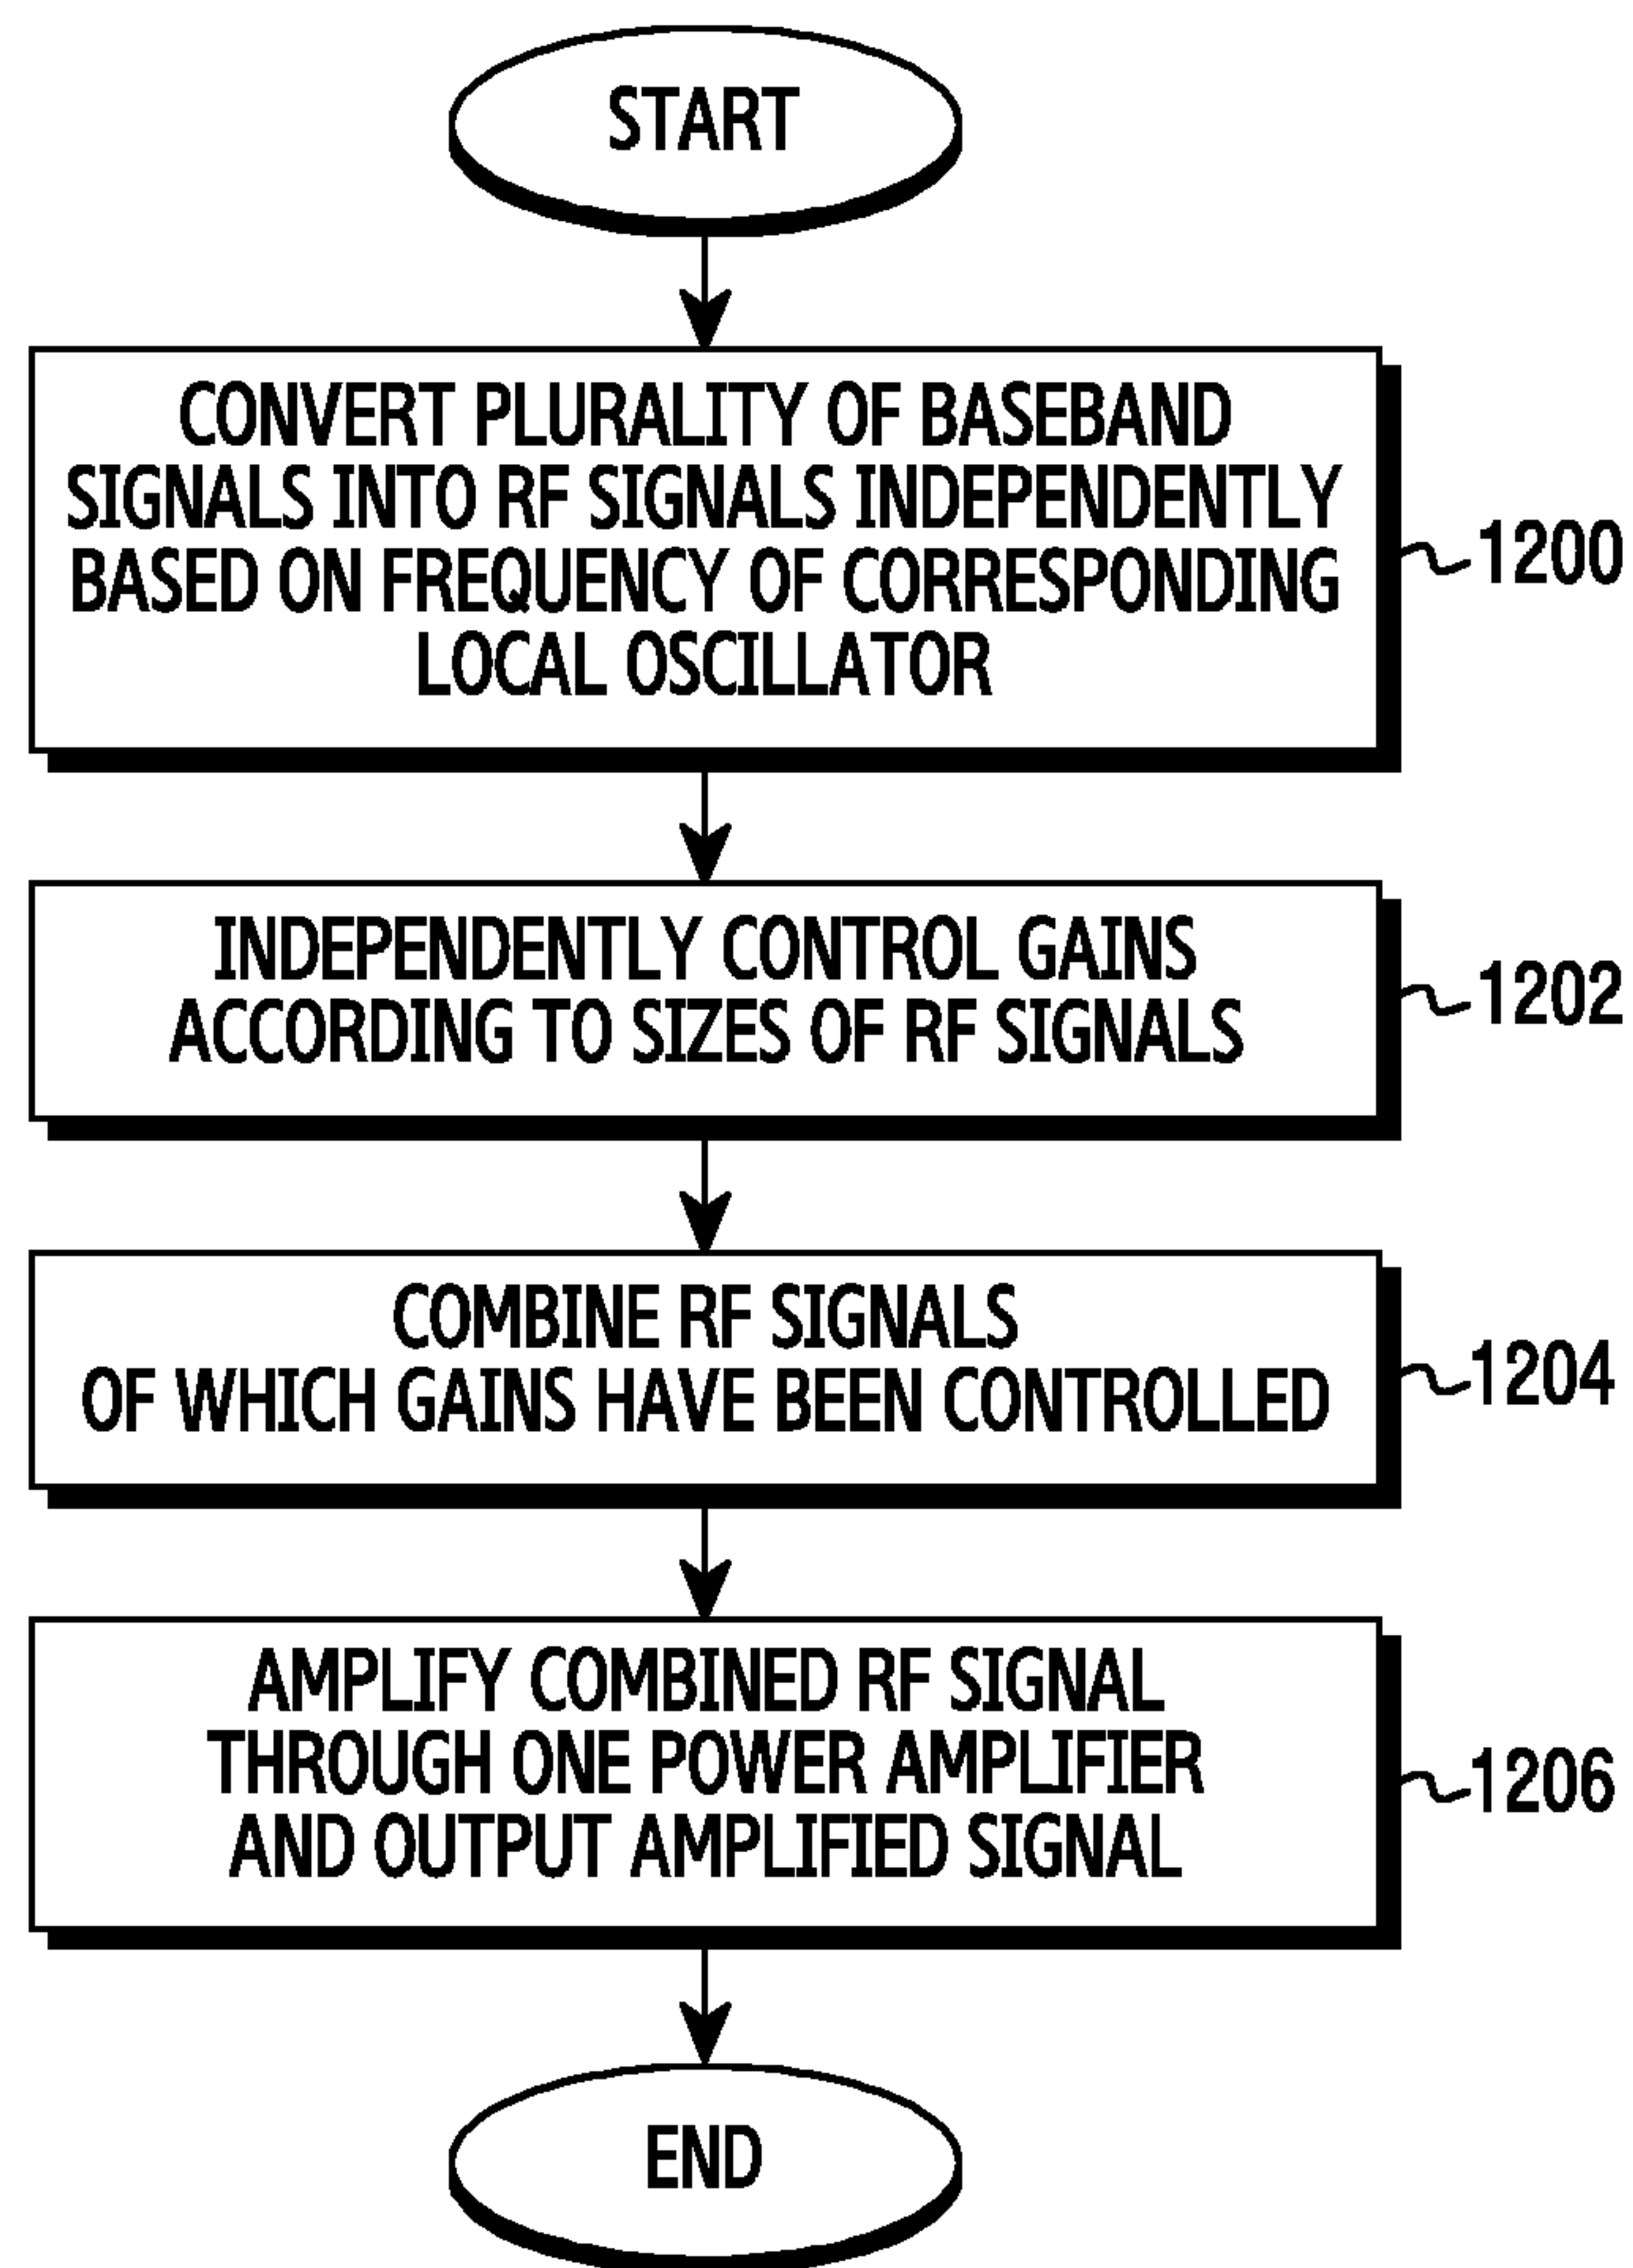 START
CONVERT PLURALITY OF BASEBAND
SIGNALS INTO RF SIGNALS INDEPENDENTLY
BASED ON FREQUENCY OF CORRESPONDING
LOCAL OSCILLATOR
1200
INDEPENDENTLY CONTROL GAINS
ACCORDING TO SIZES OF RF SIGNALS
1202
COMBINE RF SIGNALS
OF WHICH GAINS HAVE BEEN CONTROLLED
1204
AMPLIFY COMBINED RF SIGNAL
THROUGH ONE POWER AMPLIFIER
AND OUTPUT AMPLIFIED SIGNAL
1206
END